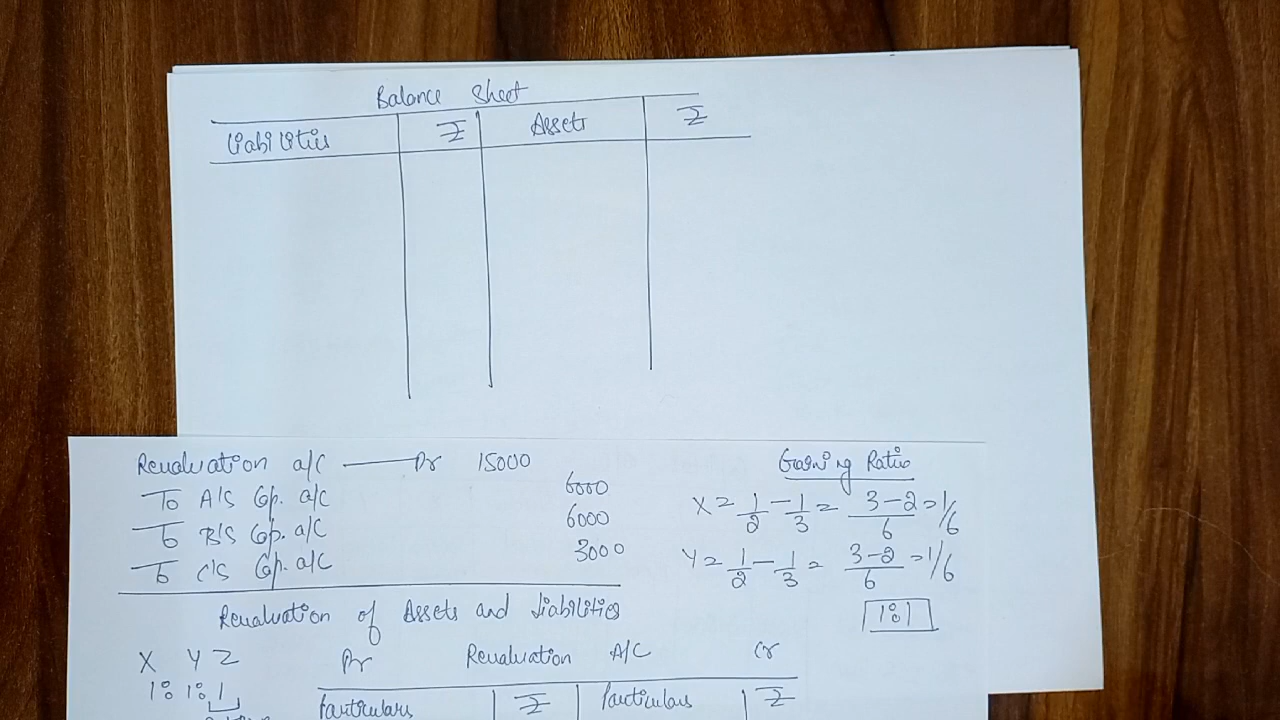 Balance Sheet
Liabilities ₹ Assets ₹
Revaluation a/c —— Dr 15000
To A's Cap. a/c 6000
To B's Cap. a/c 6000
To C's Cap. a/c 3000
Gaining Ratio
X = 1/2 - 1/3 = 3-2/6 = 1/6
Y = 1/2 - 1/3 = 3-2/6 = 1/6
1:1
Revaluation of Assets and Liabilities
X Y Z
1:1:1
Dr Revaluation A/C Cr
Particulars ₹ Particulars ₹